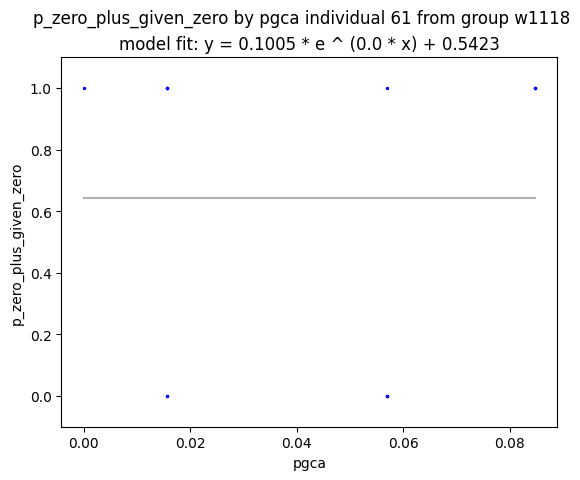 p_zero_plus_given_zero by pgca individual 61 from group w1118
model fit: y = 0.1005 * e ^ (0.0 * x) + 0.5423
p_zero_plus_given_zero
1.0
0.8
0.6
0.4
0.2
0.0
0.00 0.02 0.04 0.06 0.08
pgca